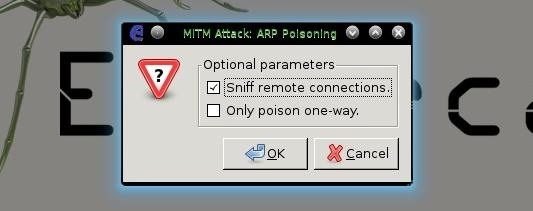 MITM Attack: ARP Poisoning
Optional parameters
Sniff remote connections.
Only poison one-way.
OK
Cancel